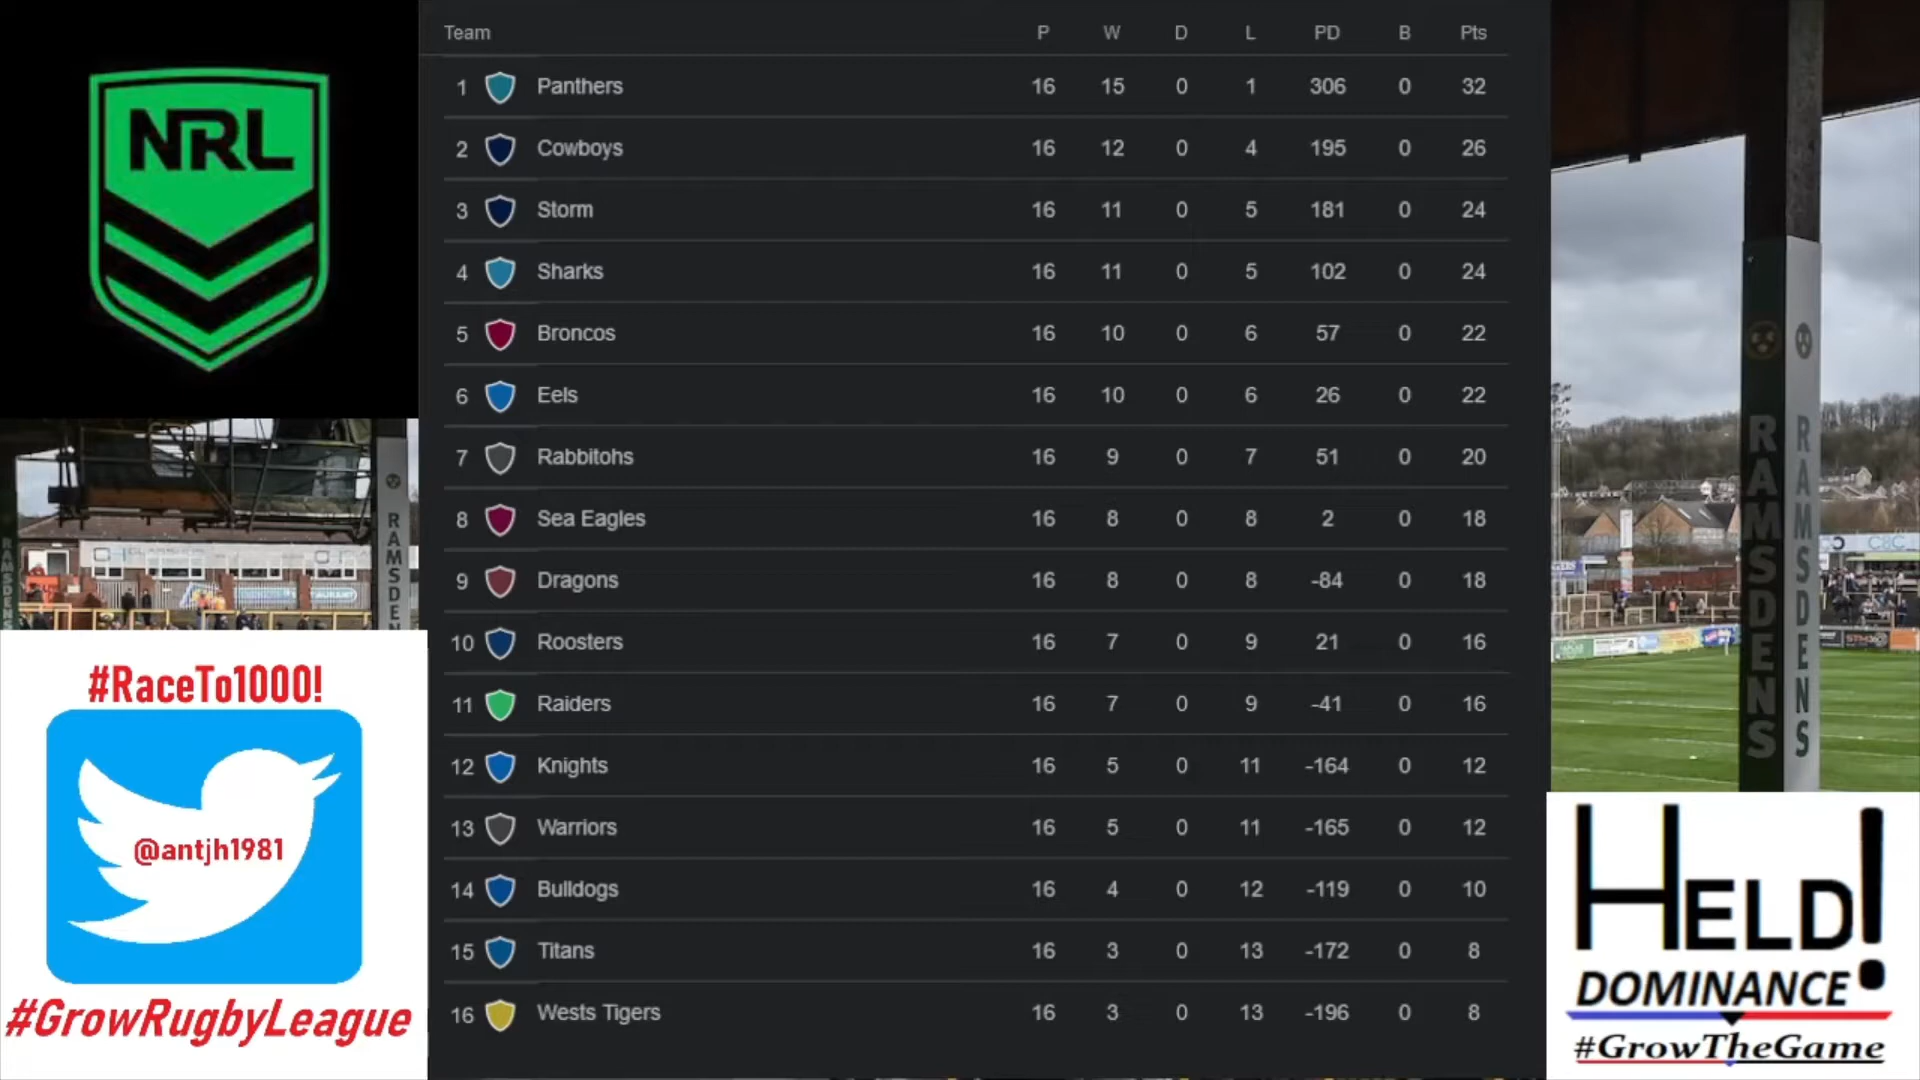 NRL
Team P W D L PD B Pts
1 Panthers 16 15 0 1 306 0 32
2 Cowboys 16 12 0 4 195 0 26
3 Storm 16 11 0 5 181 0 24
4 Sharks 16 11 0 5 102 0 24
5 Broncos 16 10 0 6 57 0 22
6 Eels 16 10 0 6 26 0 22
7 Rabbitohs 16 9 0 7 51 0 20
8 Sea Eagles 16 8 0 8 2 0 18
9 Dragons 16 8 0 8 -84 0 18
10 Roosters 16 7 0 9 21 0 16
11 Raiders 16 7 0 9 -41 0 16
12 Knights 16 5 0 11 -164 0 12
13 Warriors 16 5 0 11 -165 0 12
14 Bulldogs 16 4 0 12 -119 0 10
15 Titans 16 3 0 13 -172 0 8
16 Wests Tigers 16 3 0 13 -196 0 8
RAMSDENS
RAMSDEN
RAMSDENS
RAMSDENS
#RaceTo1000!
@antjh1981
#GrowRugbyLeague
HELD!
DOMINANCE
#GrowTheGame